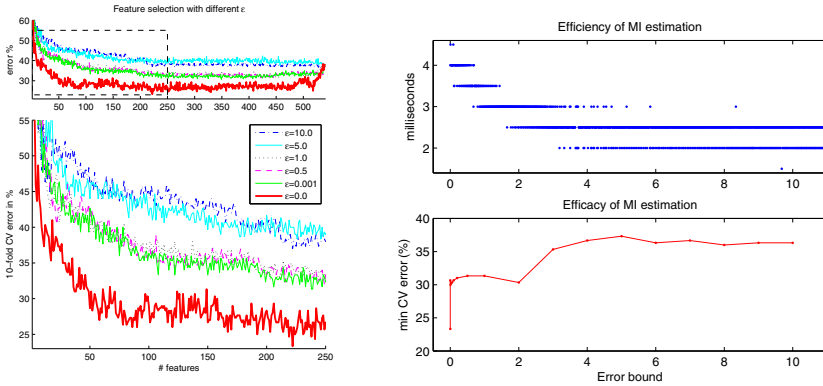 Feature selection with different ε
60
50
40
30
error %
50 100 150 200 250 300 350 400 450 500
55
50
45
40
35
30
25
10−fold CV error in %
ε=10.0
ε=5.0
ε=1.0
ε=0.5
ε=0.001
ε=0.0
50 100 150 200 250
# features
Efficiency of MI estimation
4
3
2
milliseconds
0 2 4 6 8 10
Efficacy of MI estimation
40
35
30
25
20
min CV error (%)
0 2 4 6 8 10
Error bound